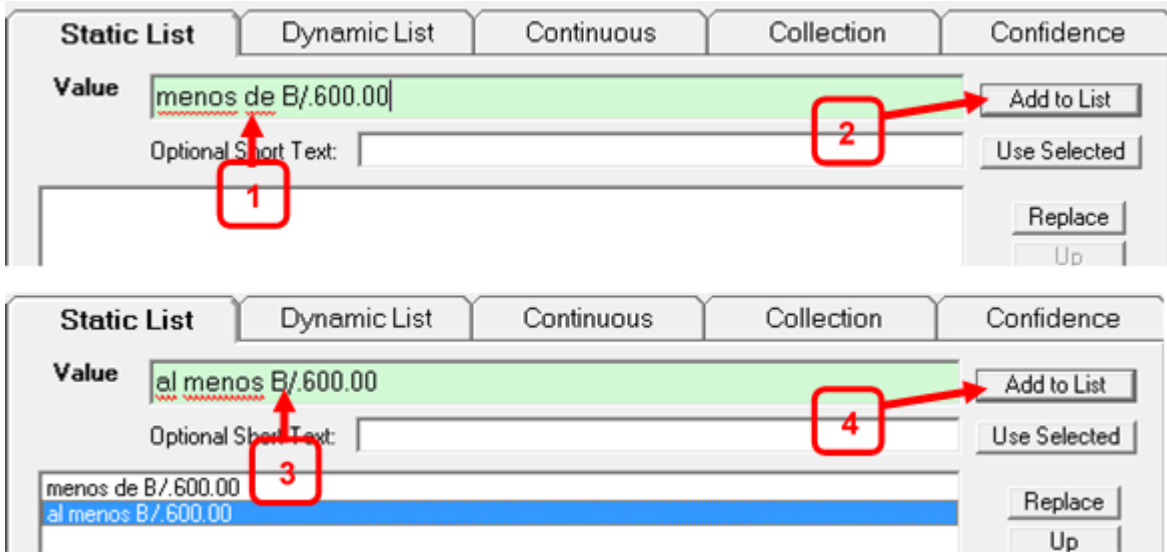 Static List Dynamic List Continuous Collection Confidence
Value menos de B/.600.00 Add to List
2
Optional Short Text: Use Selected
1
Replace
Up
Static List Dynamic List Continuous Collection Confidence
Value al menos B/.600.00 Add to List
4
Optional Short Text: Use Selected
3
menos de B/.600.00
al menos B/.600.00
Replace
Up